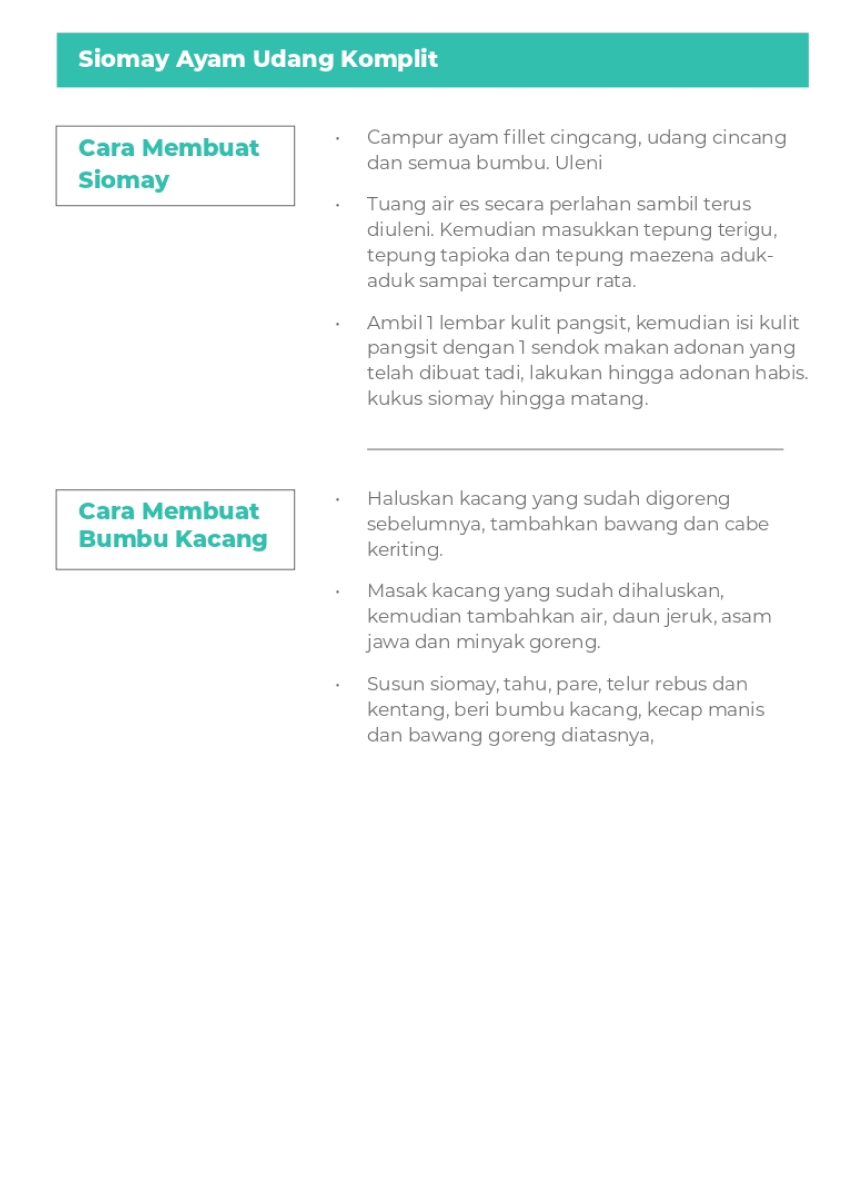 Siomay Ayam Udang Komplit
Cara Membuat
Siomay
• Campur ayam fillet cingcang, udang cincang
dan semua bumbu. Uleni
• Tuang air es secara perlahan sambil terus
diuleni. Kemudian masukkan tepung terigu,
tepung tapioka dan tepung maezena aduk-
aduk sampai tercampur rata.
• Ambil 1 lembar kulit pangsit, kemudian isi kulit
pangsit dengan 1 sendok makan adonan yang
telah dibuat tadi, lakukan hingga adonan habis.
kukus siomay hingga matang.
Cara Membuat
Bumbu Kacang
• Haluskan kacang yang sudah digoreng
sebelumnya, tambahkan bawang dan cabe
keriting.
• Masak kacang yang sudah dihaluskan,
kemudian tambahkan air, daun jeruk, asam
jawa dan minyak goreng.
• Susun siomay, tahu, pare, telur rebus dan
kentang, beri bumbu kacang, kecap manis
dan bawang goreng diatasnya,